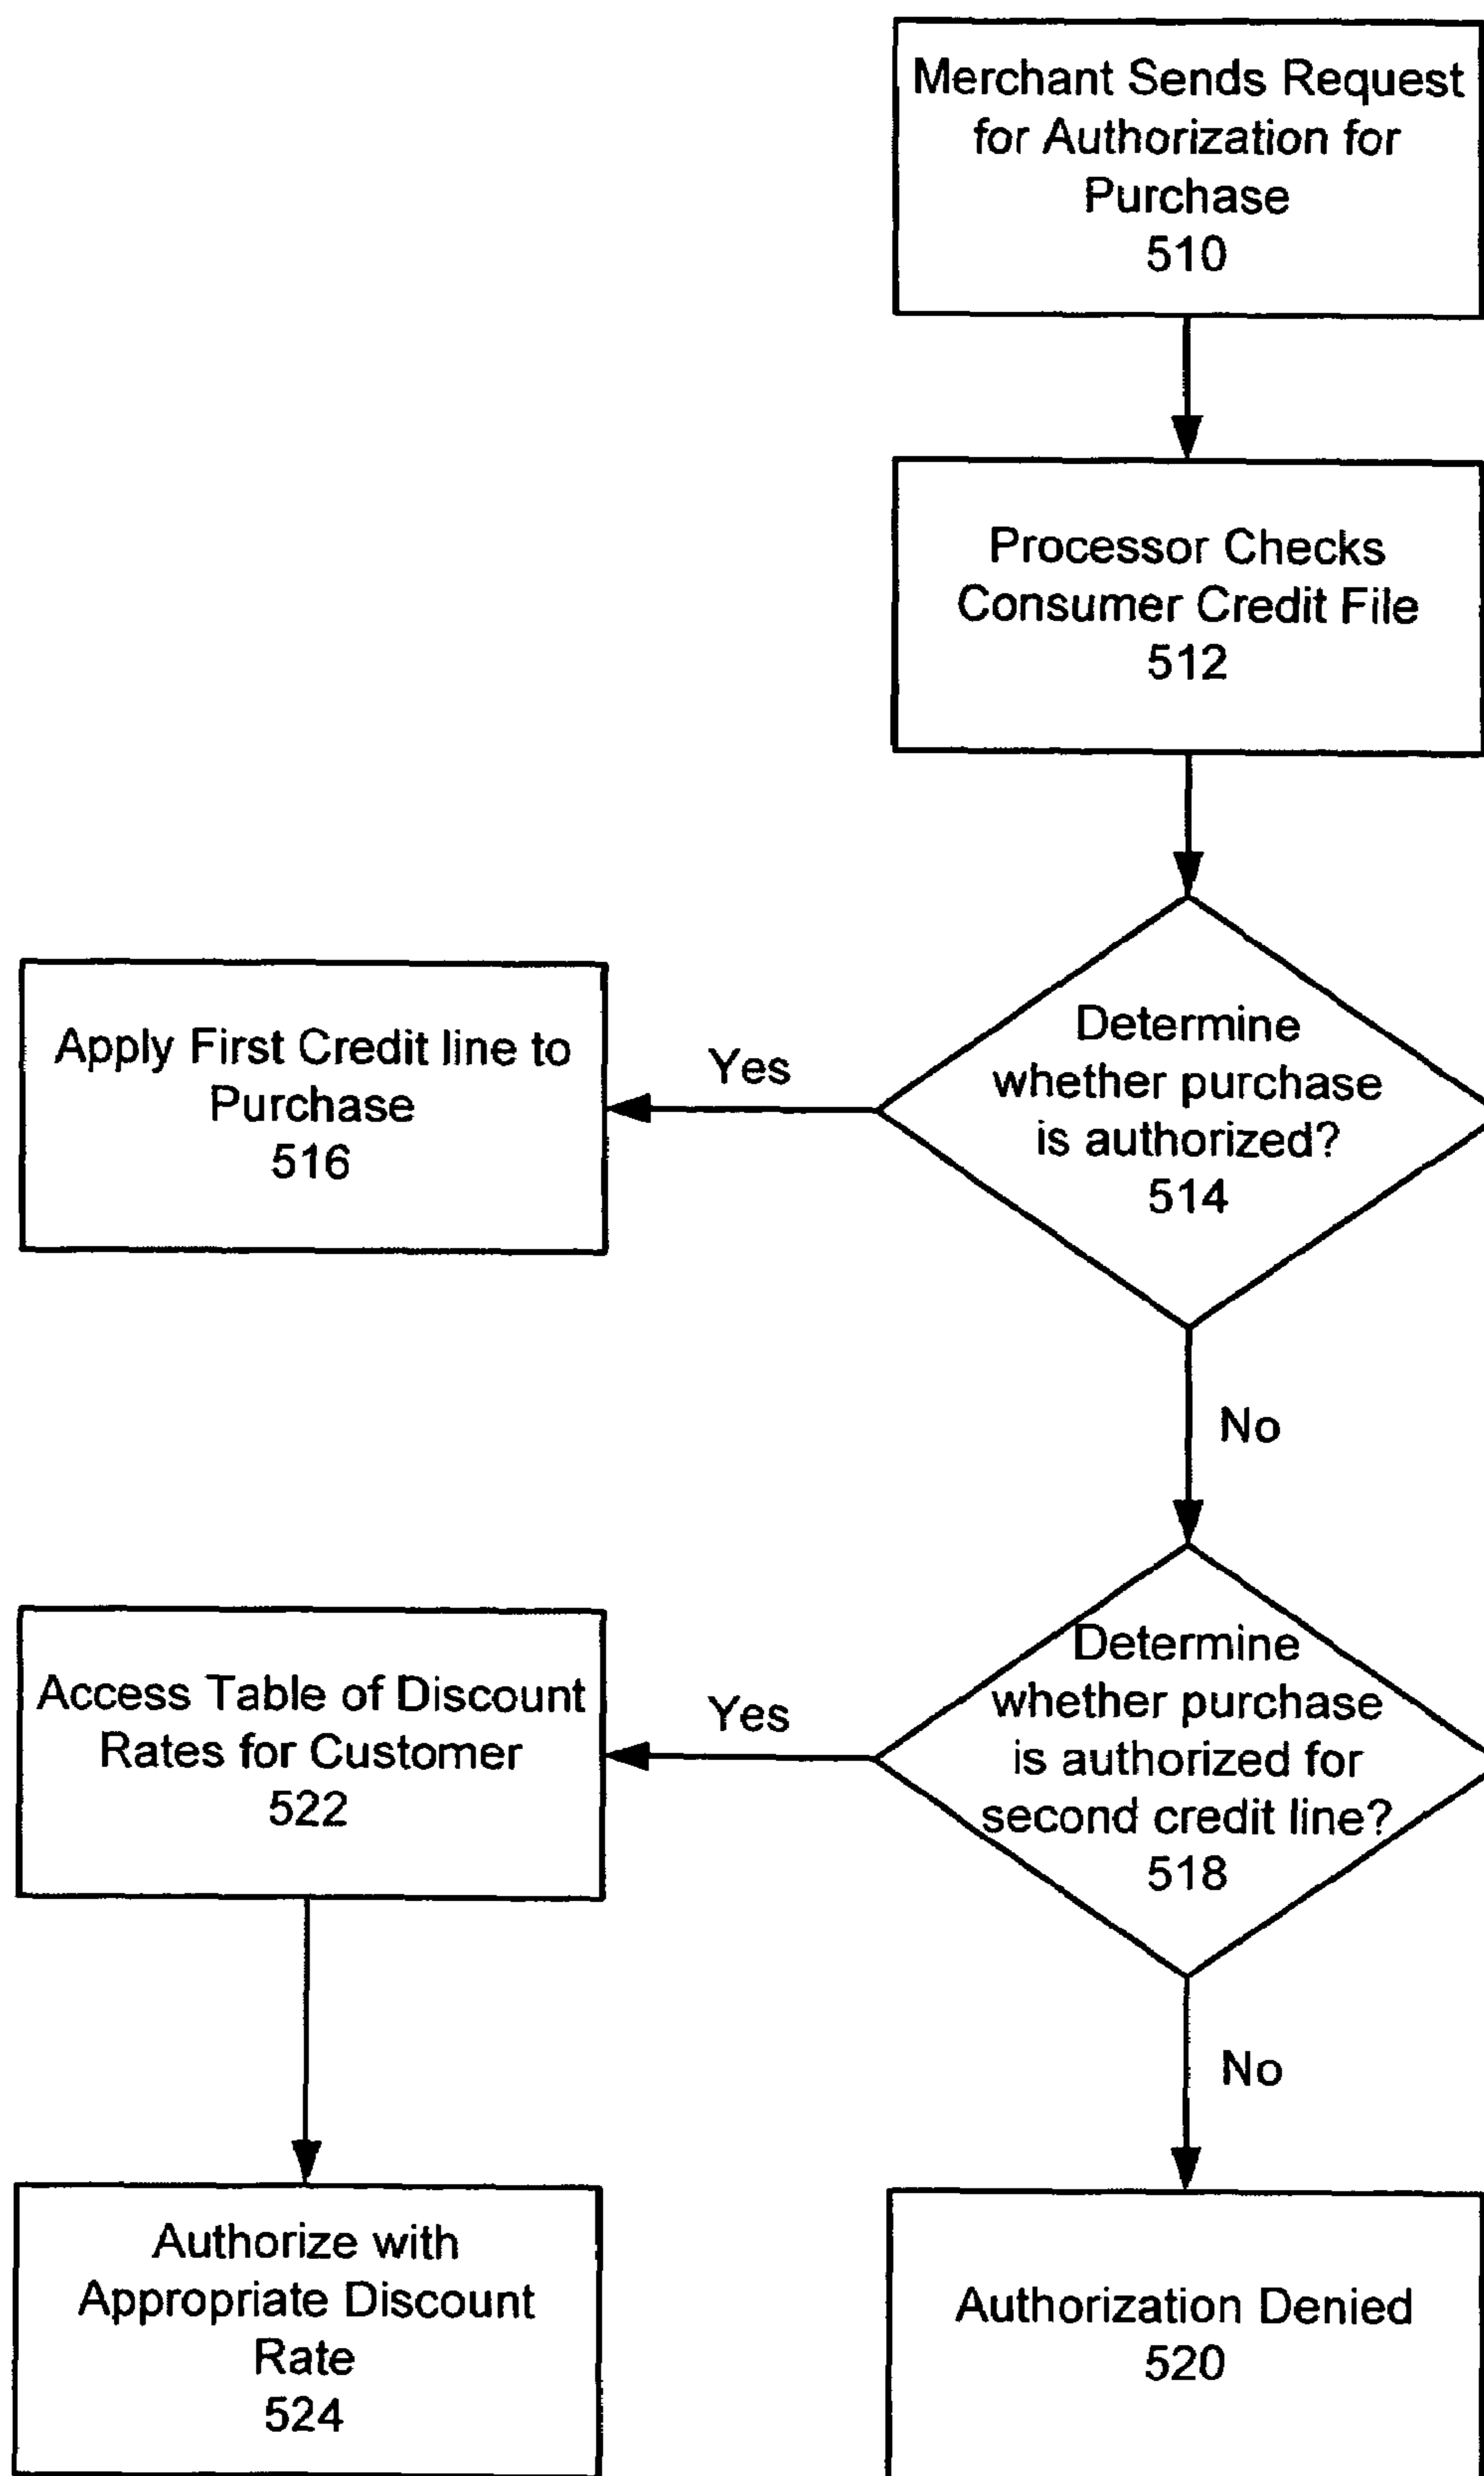 Merchant Sends Request
for Authorization for
Purchase
510
Processor Checks
Consumer Credit File
512
Determine
whether purchase
is authorized?
514
Yes
Apply First Credit line to
Purchase
516
No
Determine
whether purchase
is authorized for
second credit line?
518
Yes
Access Table of Discount
Rates for Customer
522
No
Authorize with
Appropriate Discount
Rate
524
Authorization Denied
520